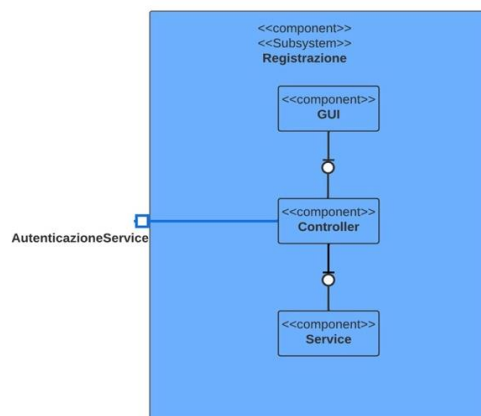 <<component>>
<<Subsystem>>
Registrazione
<<component>>
GUI
<<component>>
Controller
AutenticazioneService
<<component>>
Service